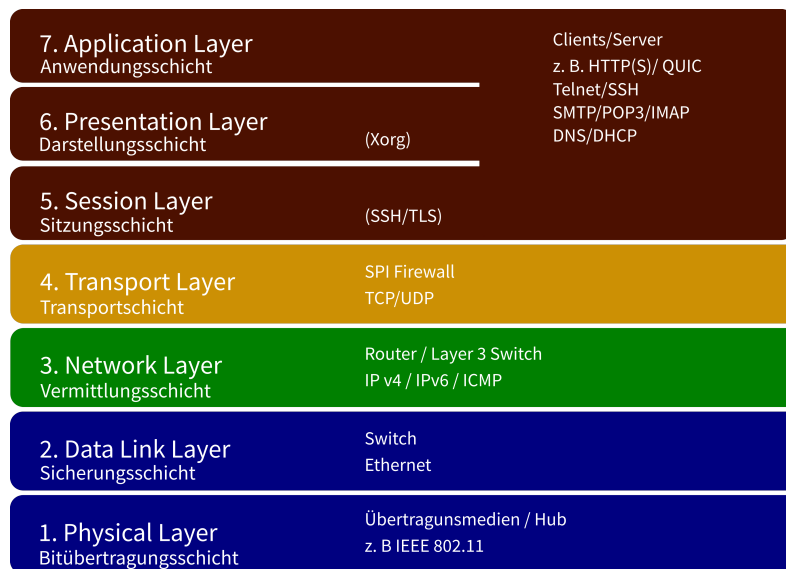 7. Application Layer
Anwendungsschicht
Clients/Server
z. B. HTTP(S)/ QUIC
Telnet/SSH
SMTP/POP3/IMAP
DNS/DHCP
6. Presentation Layer
Darstellungsschicht
(Xorg)
5. Session Layer
Sitzungsschicht
(SSH/TLS)
4. Transport Layer
Transportschicht
SPI Firewall
TCP/UDP
3. Network Layer
Vermittlungsschicht
Router / Layer 3 Switch
IP v4 / IPv6 / ICMP
2. Data Link Layer
Sicherungsschicht
Switch
Ethernet
1. Physical Layer
Bitübertragungsschicht
Übertragunsmedien / Hub
z. B IEEE 802.11